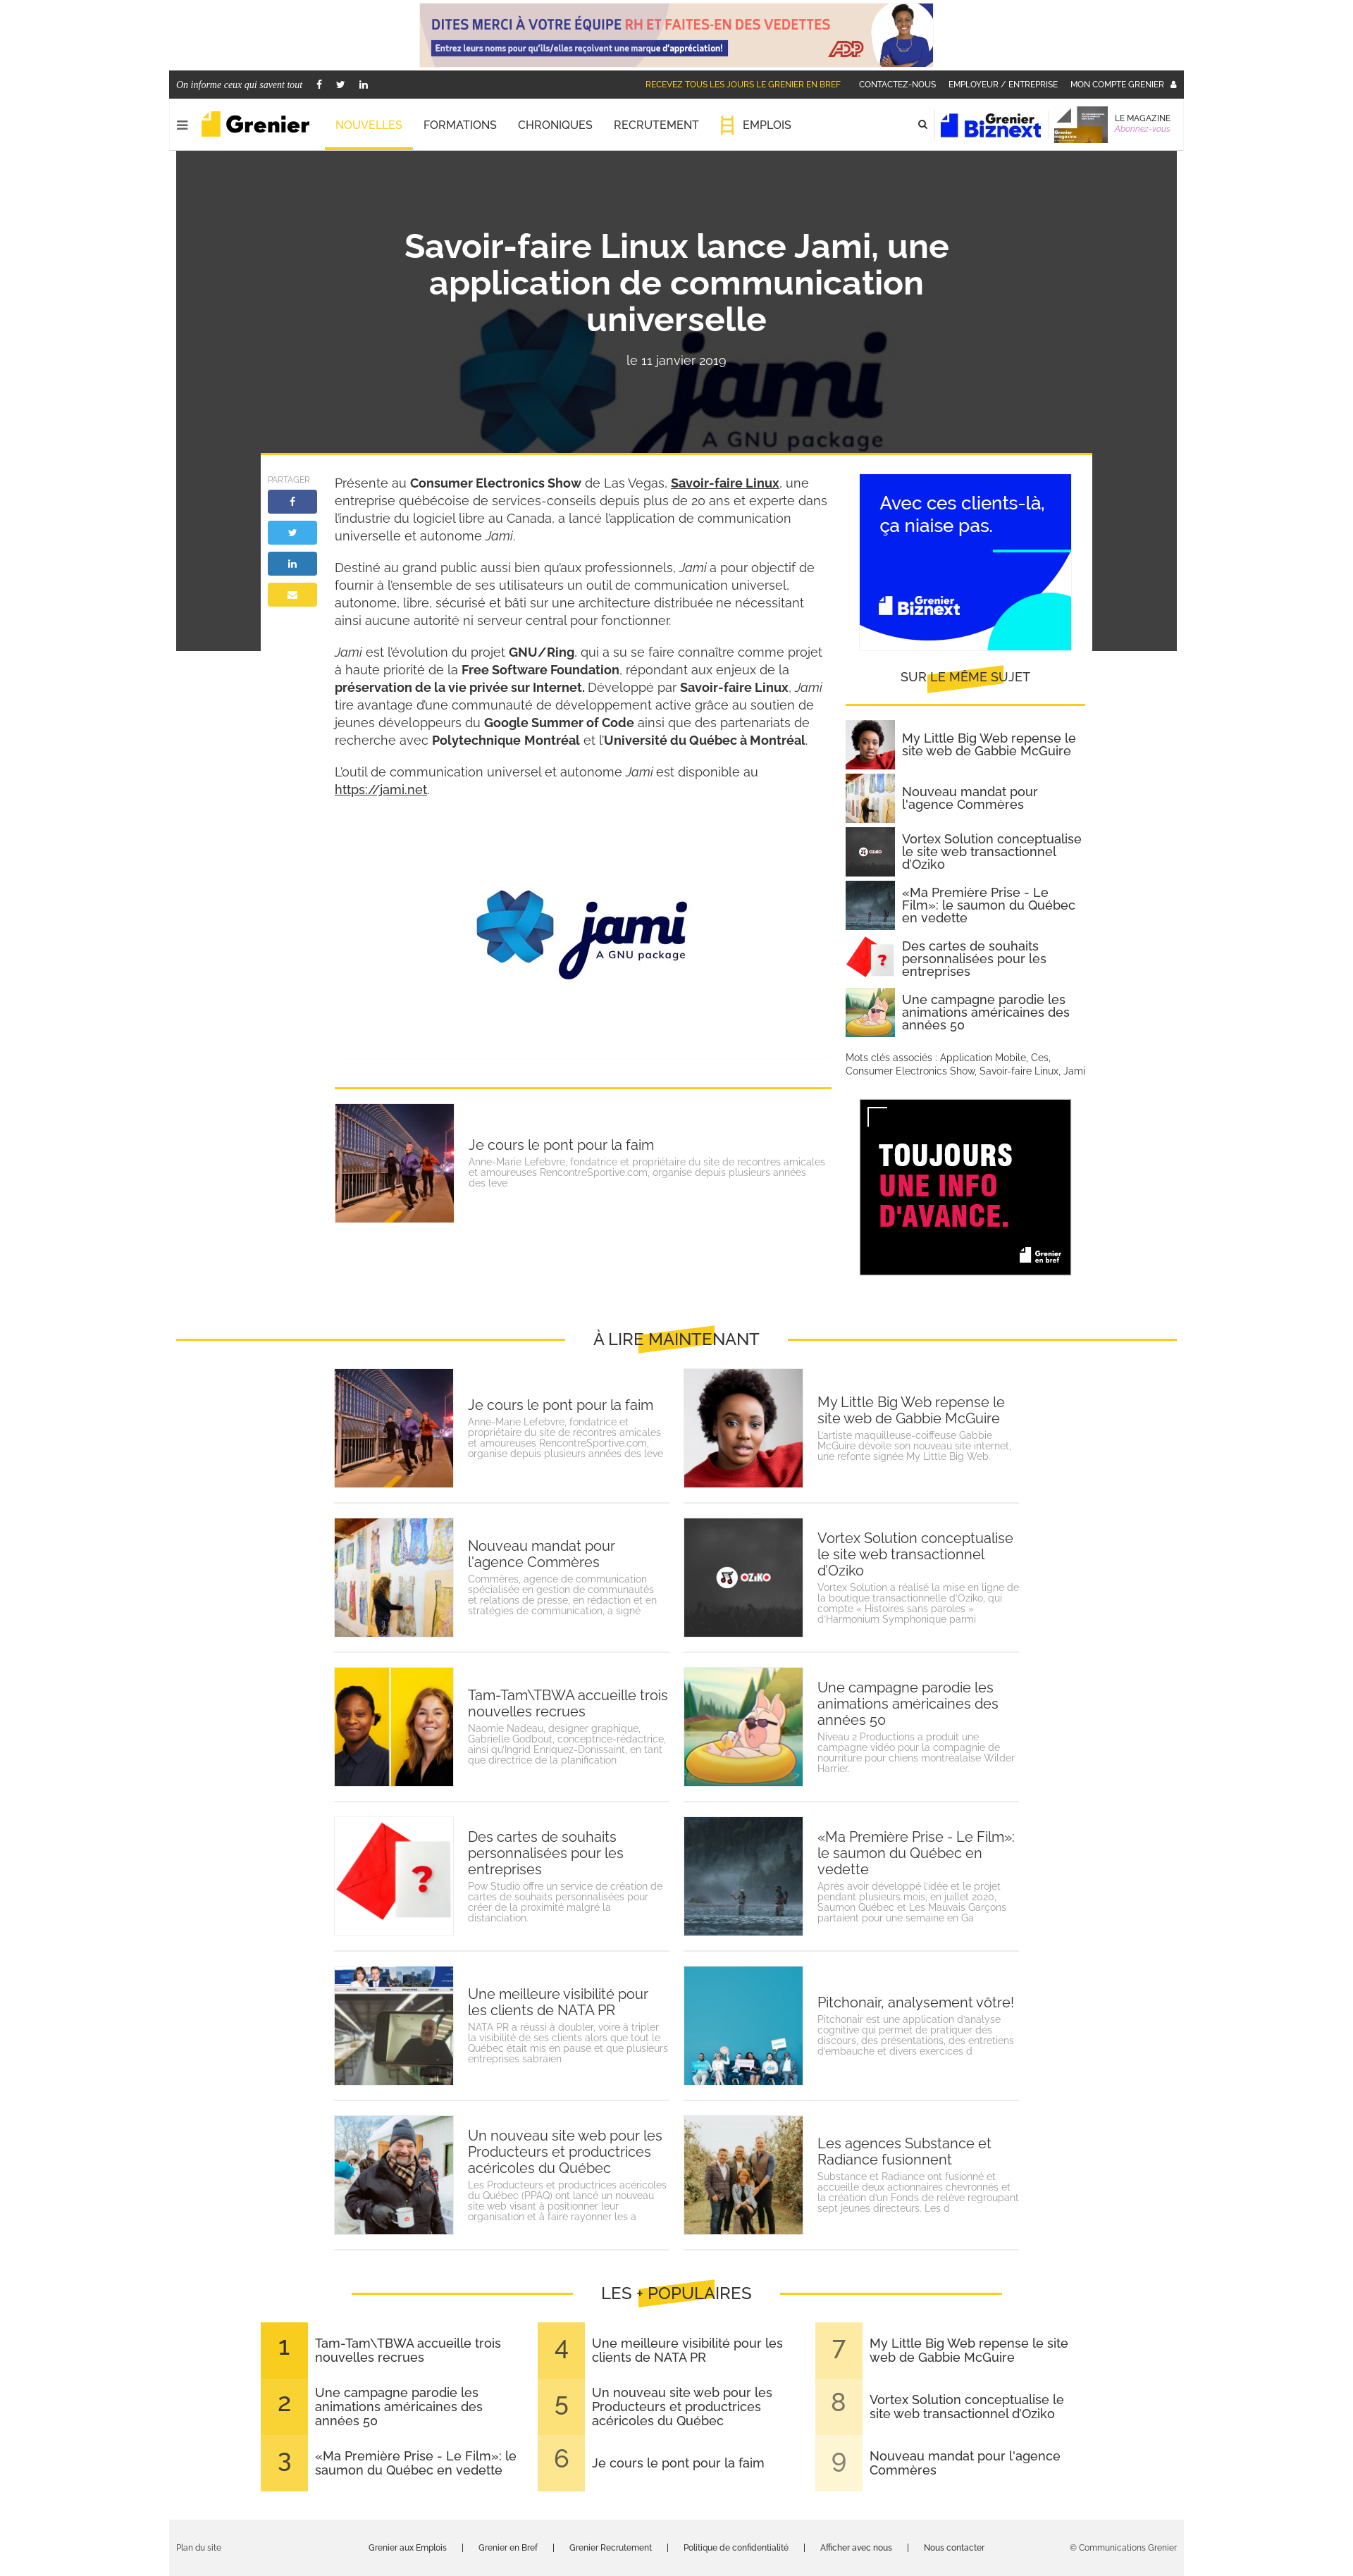 DITES MERCI À VOTRE ÉQUIPE RH ET FAITES-EN DES VEDETTES
Entrez leurs noms pour qu'ils/elles reçoivent une marque d'appréciation!
ADP
On informe ceux qui savent tout
RECEVEZ TOUS LES JOURS LE GRENIER EN BREF
CONTACTEZ-NOUS
EMPLOYEUR / ENTREPRISE
MON COMPTE GRENIER
Grenier
NOUVELLES
FORMATIONS
CHRONIQUES
RECRUTEMENT
EMPLOIS
Grenier
Biznext
LE MAGAZINE
Abonnez-vous
Savoir-faire Linux lance Jami, une
application de communication
universelle
le 11 janvier 2019
jami
A GNU package
PARTAGER
Présente au Consumer Electronics Show de Las Vegas, Savoir-faire Linux, une
entreprise québécoise de services-conseils depuis plus de 20 ans et experte dans
l'industrie du logiciel libre au Canada, a lancé l'application de communication
universelle et autonome Jami.
Destiné au grand public aussi bien qu'aux professionnels, Jami a pour objectif de
fournir à l'ensemble de ses utilisateurs un outil de communication universel,
autonome, libre, sécurisé et bâti sur une architecture distribuée ne nécessitant
ainsi aucune autorité ni serveur central pour fonctionner.
Jami est l'évolution du projet GNU/Ring, qui a su se faire connaître comme projet
à haute priorité de la Free Software Foundation, répondant aux enjeux de la
préservation de la vie privée sur Internet. Développé par Savoir-faire Linux, Jami
tire avantage d'une communauté de développement active grâce au soutien de
jeunes développeurs du Google Summer of Code ainsi que des partenariats de
recherche avec Polytechnique Montréal et l'Université du Québec à Montréal.
L'outil de communication universel et autonome Jami est disponible au
https://jami.net.
jami
A GNU package
Je cours le pont pour la faim
Anne-Marie Lefebvre, fondatrice et propriétaire du site de recontres amicales
et amoureuses RencontreSportive.com, organise depuis plusieurs années
des leve
Avec ces clients-là,
ça niaise pas.
Grenier
Biznext
SUR LE MÊME SUJET
My Little Big Web repense le
site web de Gabbie McGuire
Nouveau mandat pour
l'agence Commères
Vortex Solution conceptualise
le site web transactionnel
d'Oziko
«Ma Première Prise - Le
Film»: le saumon du Québec
en vedette
Des cartes de souhaits
personnalisées pour les
entreprises
Une campagne parodie les
animations américaines des
années 50
Mots clés associés : Application Mobile, Ces,
Consumer Electronics Show, Savoir-faire Linux, Jami
TOUJOURS
UNE INFO
D'AVANCE.
Grenier
en bref
À LIRE MAINTENANT
Je cours le pont pour la faim
Anne-Marie Lefebvre, fondatrice et
propriétaire du site de recontres amicales
et amoureuses RencontreSportive.com,
organise depuis plusieurs années des leve
My Little Big Web repense le
site web de Gabbie McGuire
L'artiste maquilleuse-coiffeuse Gabbie
McGuire dévoile son nouveau site internet,
une refonte signée My Little Big Web.
Nouveau mandat pour
l'agence Commères
Commères, agence de communication
spécialisée en gestion de communautés
et relations de presse, en rédaction et en
stratégies de communication, a signé
OZIKO
Vortex Solution conceptualise
le site web transactionnel
d'Oziko
Vortex Solution a réalisé la mise en ligne de
la boutique transactionnelle d'Oziko, qui
compte « Histoires sans paroles »
d'Harmonium Symphonique parmi
Tam-Tam\TBWA accueille trois
nouvelles recrues
Naomie Nadeau, designer graphique,
Gabrielle Godbout, conceptrice-rédactrice,
ainsi qu'Ingrid Enriquez-Donissaint, en tant
que directrice de la planification
Une campagne parodie les
animations américaines des
années 50
Niveau 2 Productions a produit une
campagne vidéo pour la compagnie de
nourriture pour chiens montréalaise Wilder
Harrier.
?
Des cartes de souhaits
personnalisées pour les
entreprises
Pow Studio offre un service de création de
cartes de souhaits personnalisées pour
créer de la proximité malgré la
distanciation.
«Ma Première Prise - Le Film»:
le saumon du Québec en
vedette
Après avoir développé l'idée et le projet
pendant plusieurs mois, en juillet 2020,
Saumon Québec et Les Mauvais Garçons
partaient pour une semaine en Ga
Une meilleure visibilité pour
les clients de NATA PR
NATA PR a réussi à doubler, voire à tripler
la visibilité de ses clients alors que tout le
Québec était mis en pause et que plusieurs
entreprises sabraien
Pitchonair, analysement vôtre!
Pitchonair est une application d'analyse
cognitive qui permet de pratiquer des
discours, des présentations, des entretiens
d'embauche et divers exercices d
Un nouveau site web pour les
Producteurs et productrices
acéricoles du Québec
Les Producteurs et productrices acéricoles
du Québec (PPAQ) ont lancé un nouveau
site web visant à positionner leur
organisation et à faire rayonner les a
Les agences Substance et
Radiance fusionnent
Substance et Radiance ont fusionné et
accueille deux actionnaires chevronnés et
la création d'un Fonds de relève regroupant
sept jeunes directeurs. Les d
LES + POPULAIRES
1
Tam-Tam\TBWA accueille trois
nouvelles recrues
2
Une campagne parodie les
animations américaines des
années 50
3
«Ma Première Prise - Le Film»: le
saumon du Québec en vedette
4
Une meilleure visibilité pour les
clients de NATA PR
5
Un nouveau site web pour les
Producteurs et productrices
acéricoles du Québec
6
Je cours le pont pour la faim
7
My Little Big Web repense le site
web de Gabbie McGuire
8
Vortex Solution conceptualise le
site web transactionnel d'Oziko
9
Nouveau mandat pour l'agence
Commères
Plan du site
Grenier aux Emplois | Grenier en Bref | Grenier Recrutement | Politique de confidentialité | Afficher avec nous | Nous contacter
© Communications Grenier